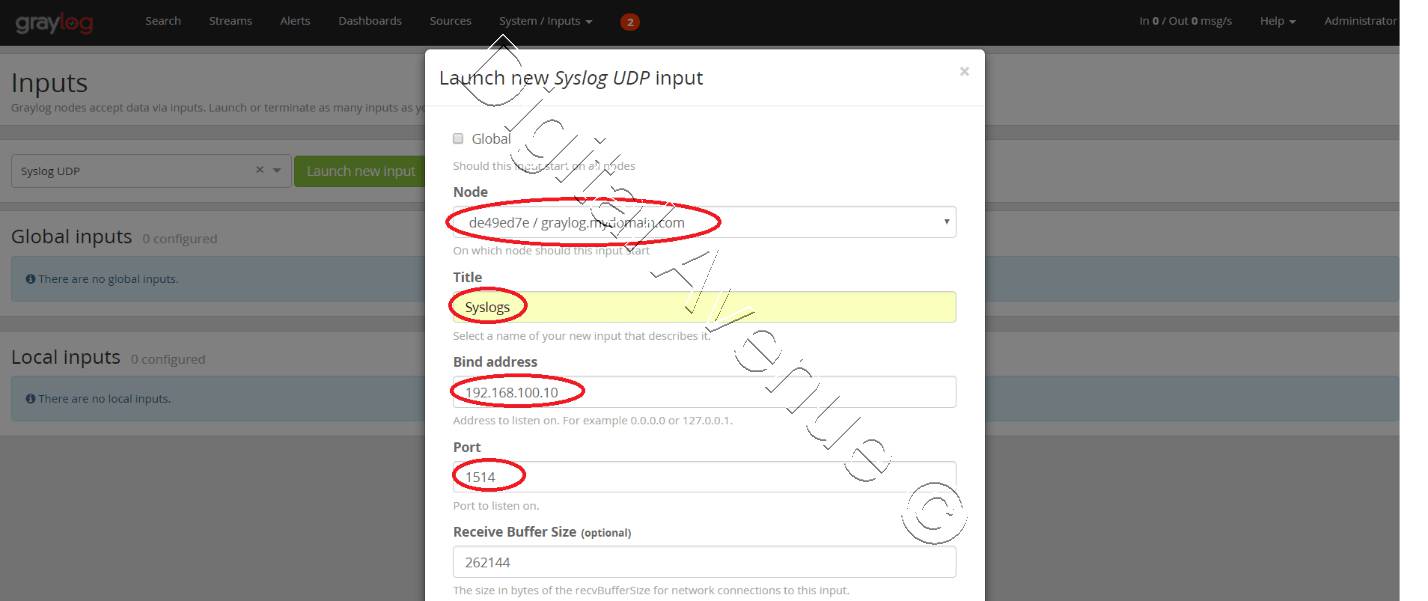 graylog Search Streams Alerts Dashboards Sources System / Inputs 2 In 0 / Out 0 msg/s Help Administrator
Inputs
Graylog nodes accept data via inputs. Launch or terminate as many inputs as
Syslog UDP × Launch new input
Global inputs 0 configured
There are no global inputs.
Local inputs 0 configured
There are no local inputs.
Launch new Syslog UDP input ×
Global
Should this input start on all nodes
Node
de49ed7e / graylog.mydomain.com
On which node should this input start
Title
Syslogs
Select a name of your new input that describes it.
Bind address
192.168.100.10
Address to listen on. For example 0.0.0.0 or 127.0.0.1.
Port
1514
Port to listen on.
Receive Buffer Size (optional)
262144
The size in bytes of the recvBufferSize for network connections to this input.
Digital Avenue ©